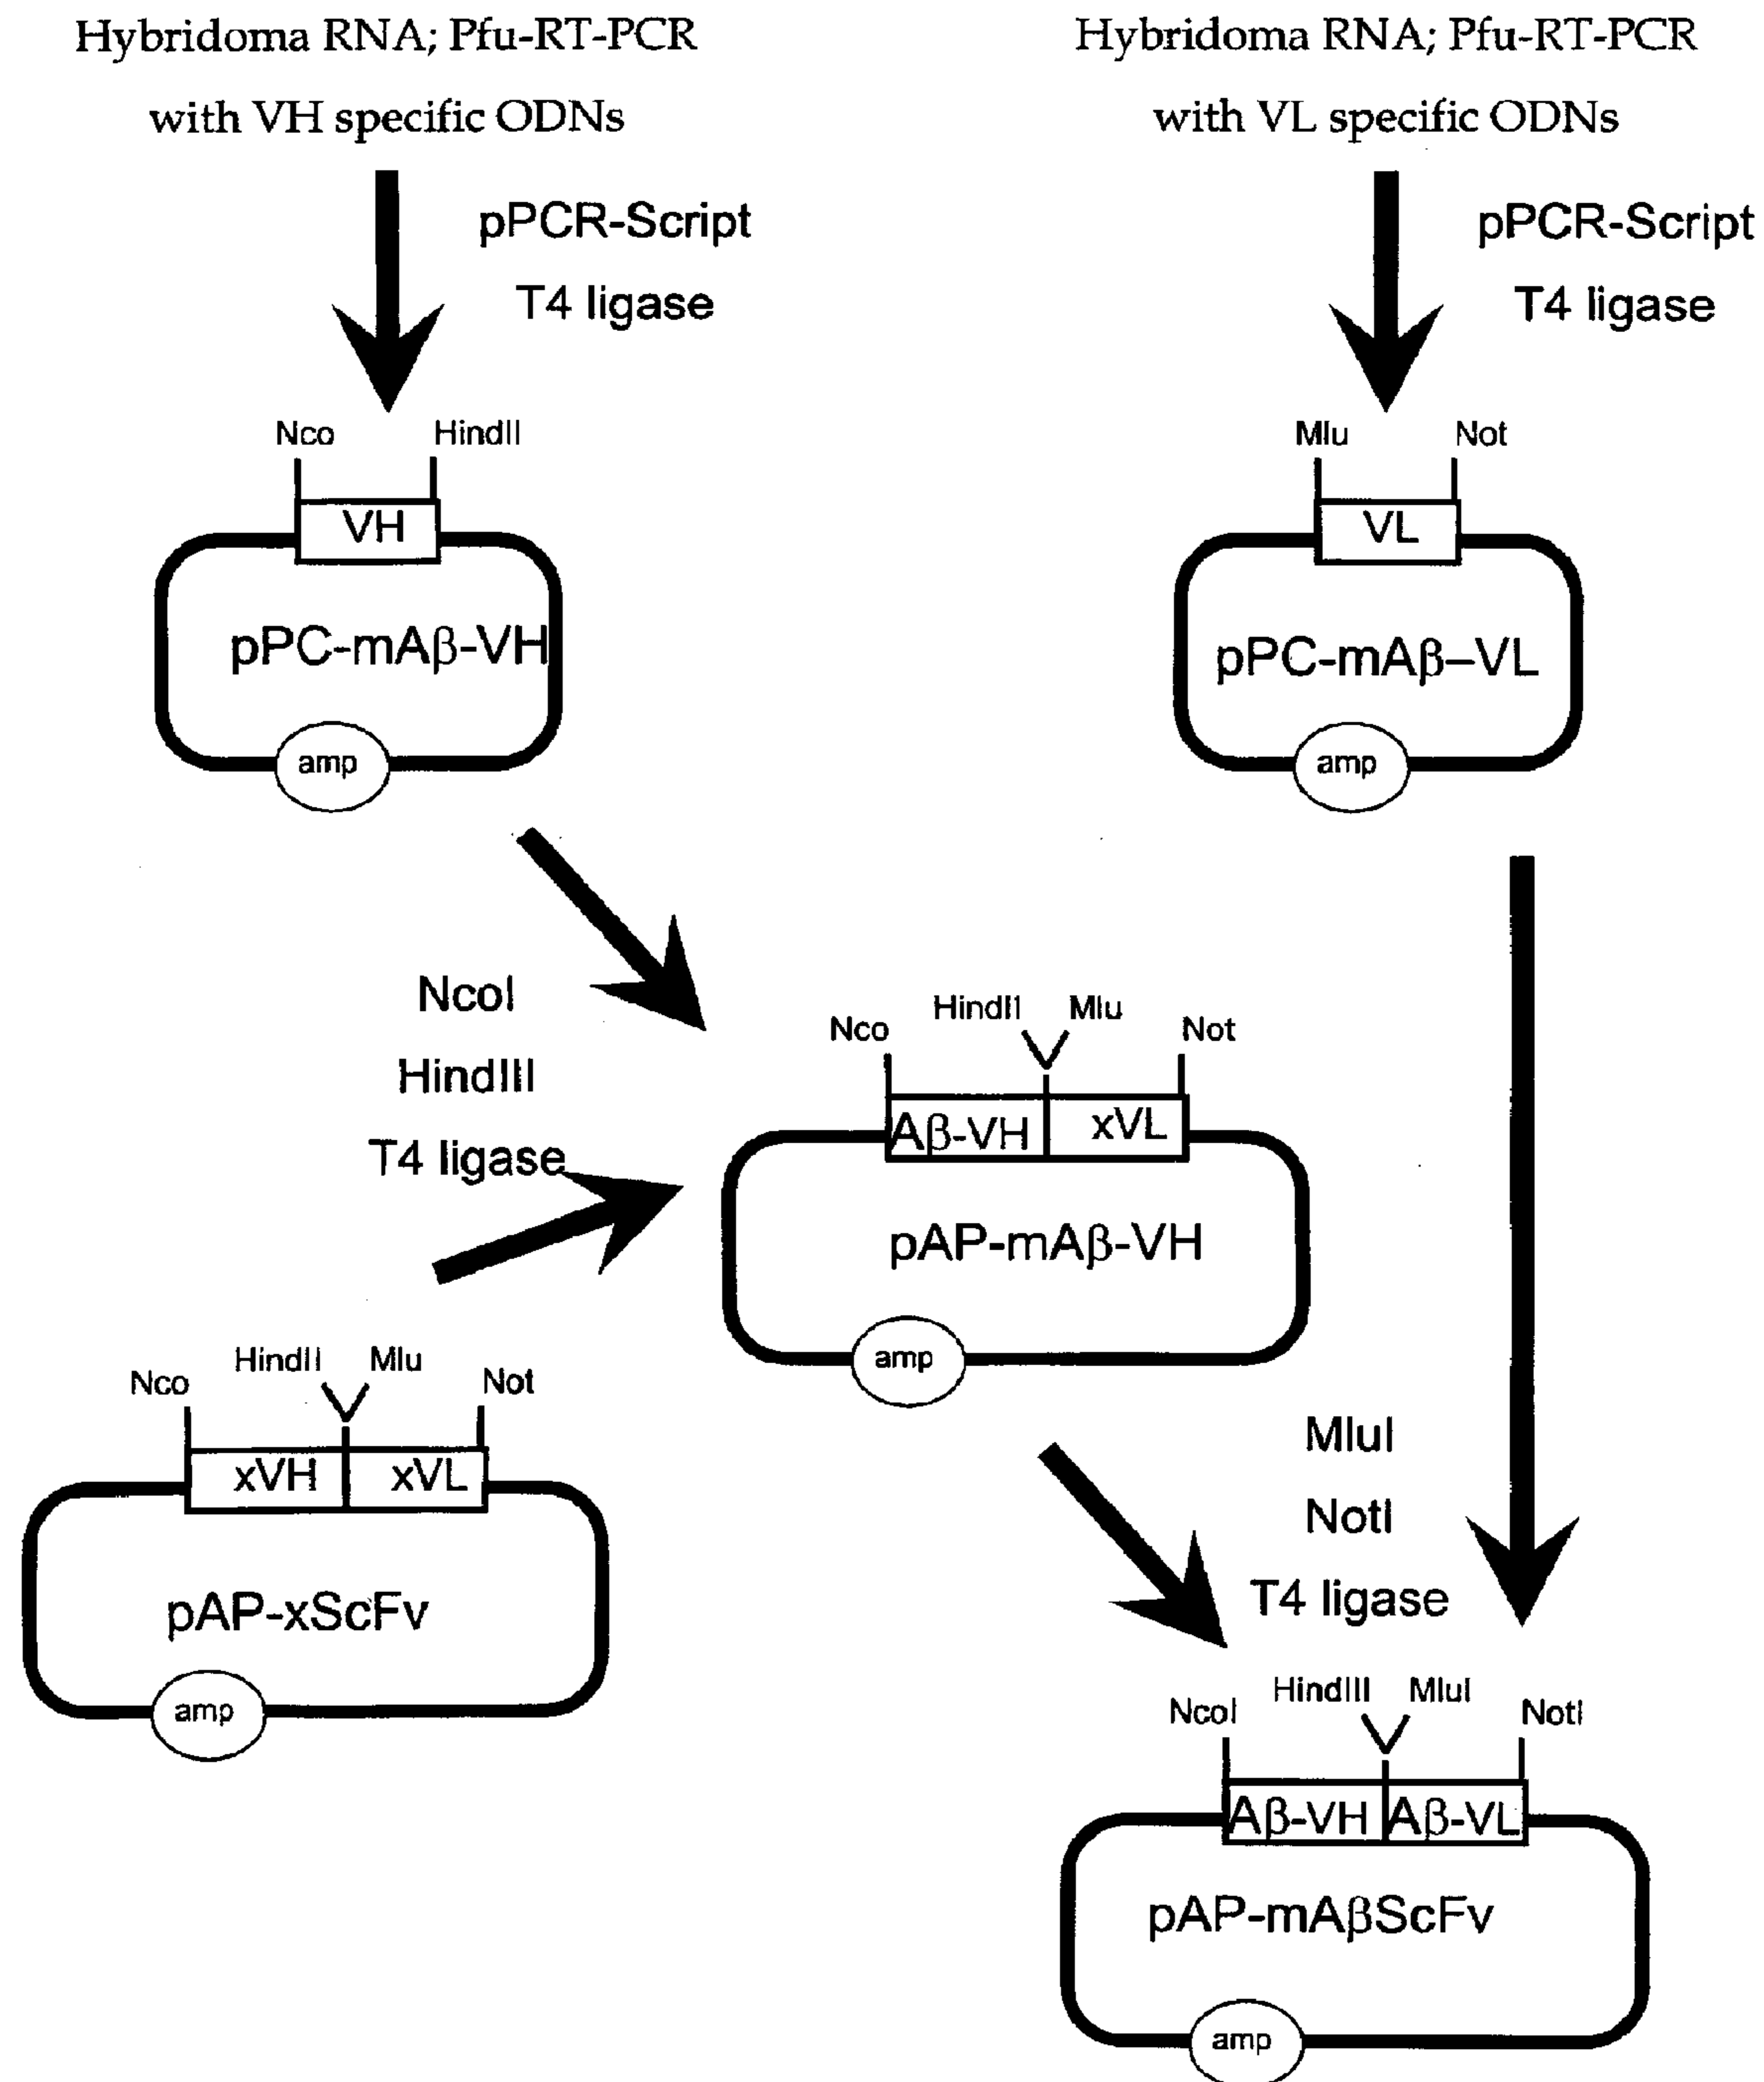 Hybridoma RNA; Pfu-RT-PCR
with VH specific ODNs
Hybridoma RNA; Pfu-RT-PCR
with VL specific ODNs
pPCR-Script
T4 ligase
pPCR-Script
T4 ligase
Nco HindII
VH
pPC-mAβ-VH
amp
Mlu Not
VL
pPC-mAβ–VL
amp
NcoI
HindIII
T4 ligase
Nco HindII Mlu Not
Aβ-VH xVL
pAP-mAβ-VH
amp
Nco HindII Mlu Not
xVH xVL
pAP-xScFv
amp
MluI
NotI
T4 ligase
NcoI HindIII MluI NotI
Aβ-VH Aβ-VL
pAP-mAβScFv
amp